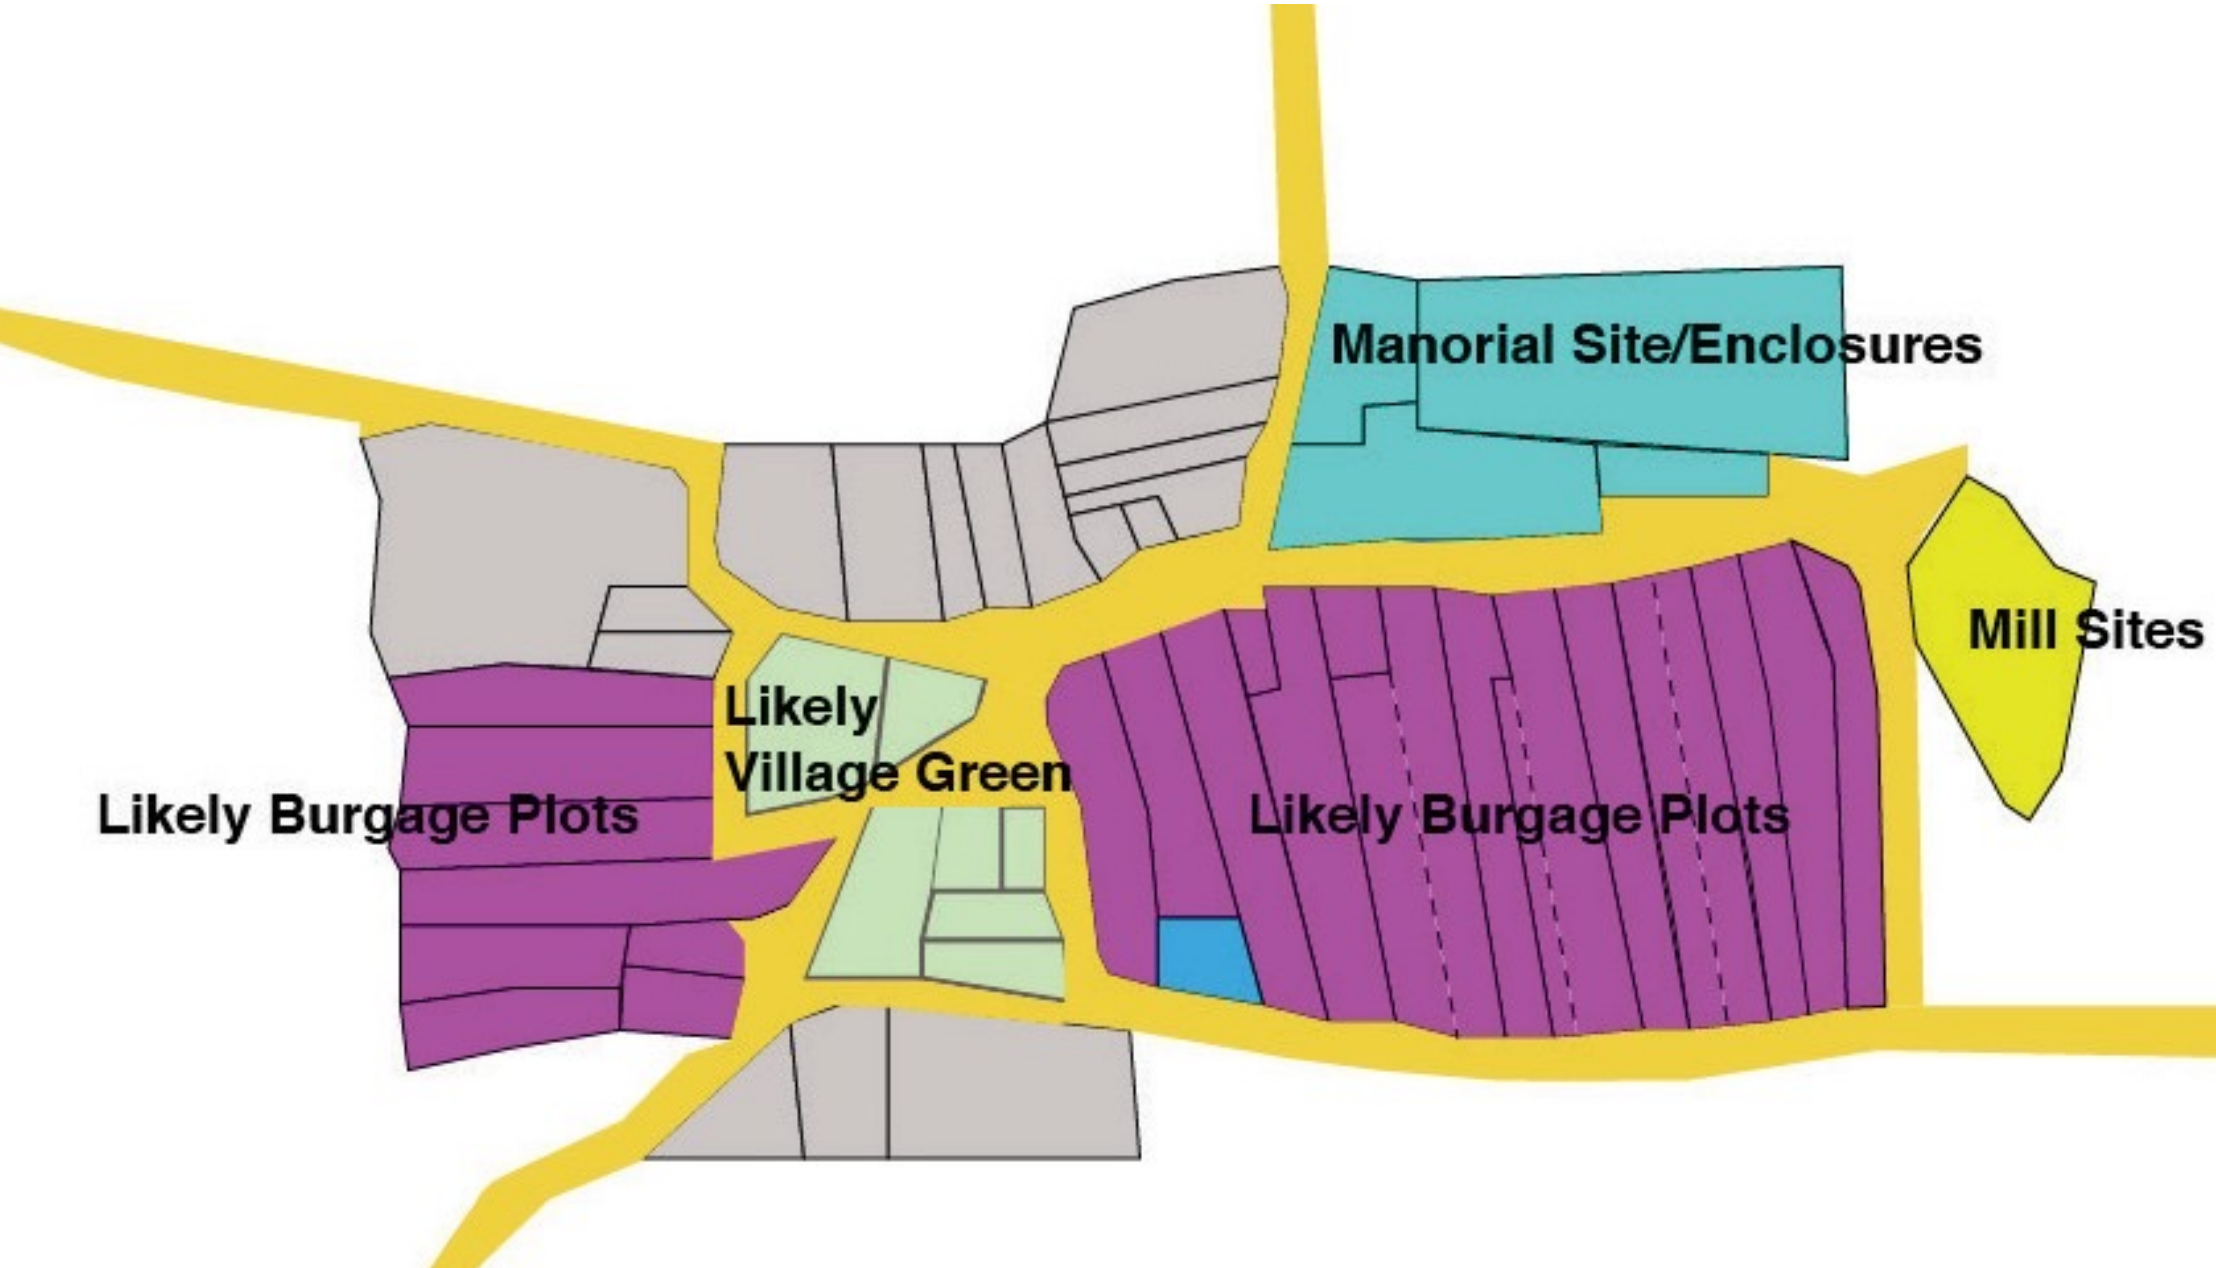 Manorial Site/Enclosures
Mill Sites
Likely
Village Green
Likely Burgage Plots
Likely Burgage Plots